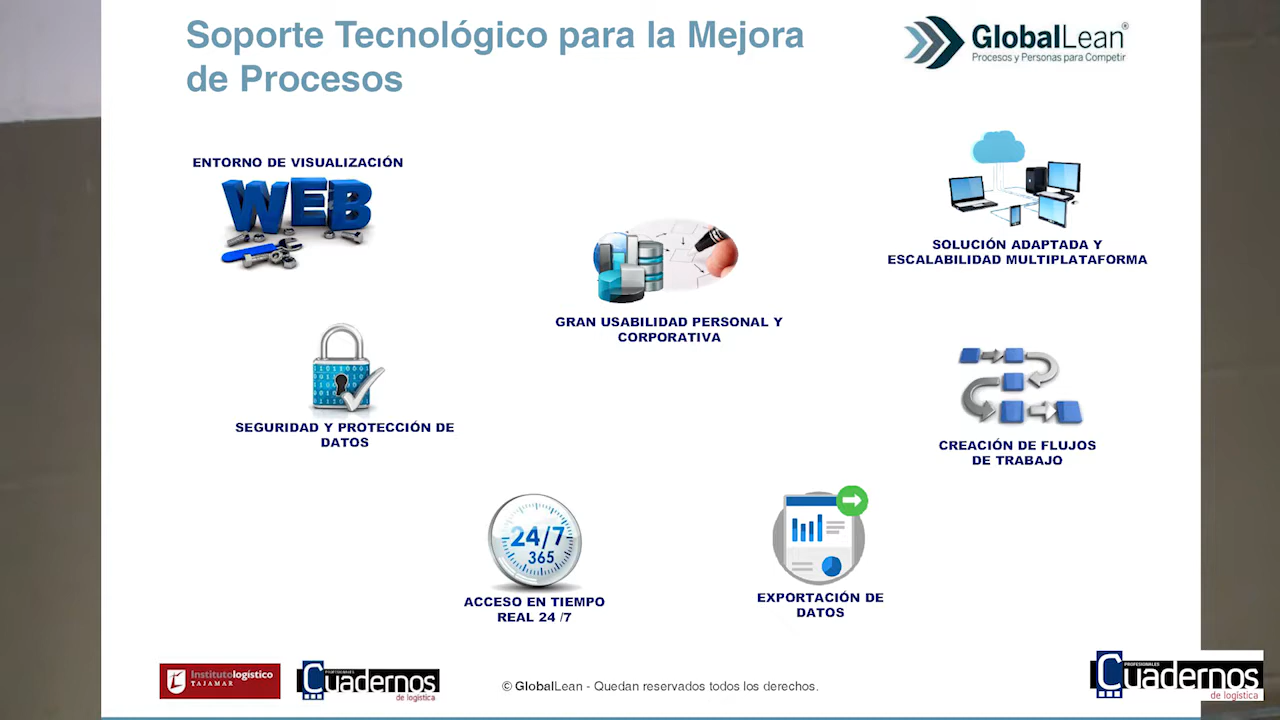 Soporte Tecnológico para la Mejora
de Procesos
GlobalLean®
Procesos y Personas para Competir
ENTORNO DE VISUALIZACIÓN
WEB
SOLUCIÓN ADAPTADA Y
ESCALABILIDAD MULTIPLATAFORMA
GRAN USABILIDAD PERSONAL Y
CORPORATIVA
SEGURIDAD Y PROTECCIÓN DE
DATOS
CREACIÓN DE FLUJOS
DE TRABAJO
24/7
365
ACCESO EN TIEMPO
REAL 24 /7
EXPORTACIÓN DE
DATOS
Institutologístico
TAJAMAR
PROFESIONALES
Cuadernos
de logística
© GlobalLean - Quedan reservados todos los derechos.
PROFESIONALES
Cuadernos
de logística